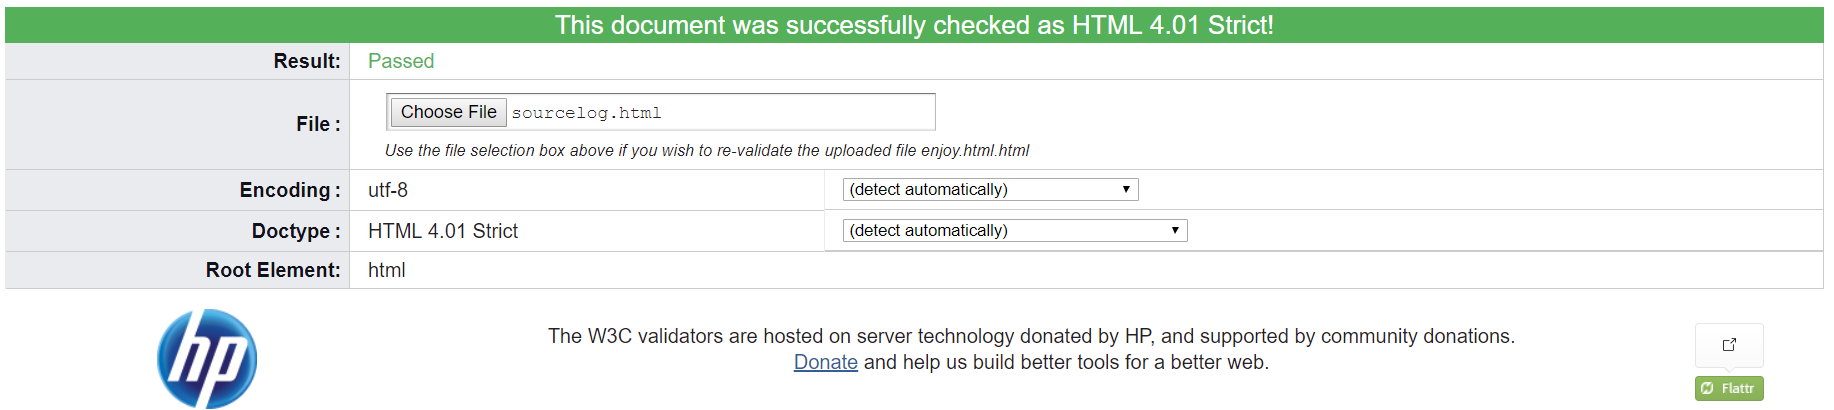 This document was successfully checked as HTML 4.01 Strict!
Result: Passed
File : Choose File sourcelog.html
Use the file selection box above if you wish to re-validate the uploaded file enjoy.html.html
Encoding : utf-8 (detect automatically)
Doctype : HTML 4.01 Strict (detect automatically)
Root Element: html
hp
The W3C validators are hosted on server technology donated by HP, and supported by community donations.
Donate and help us build better tools for a better web.
Flattr